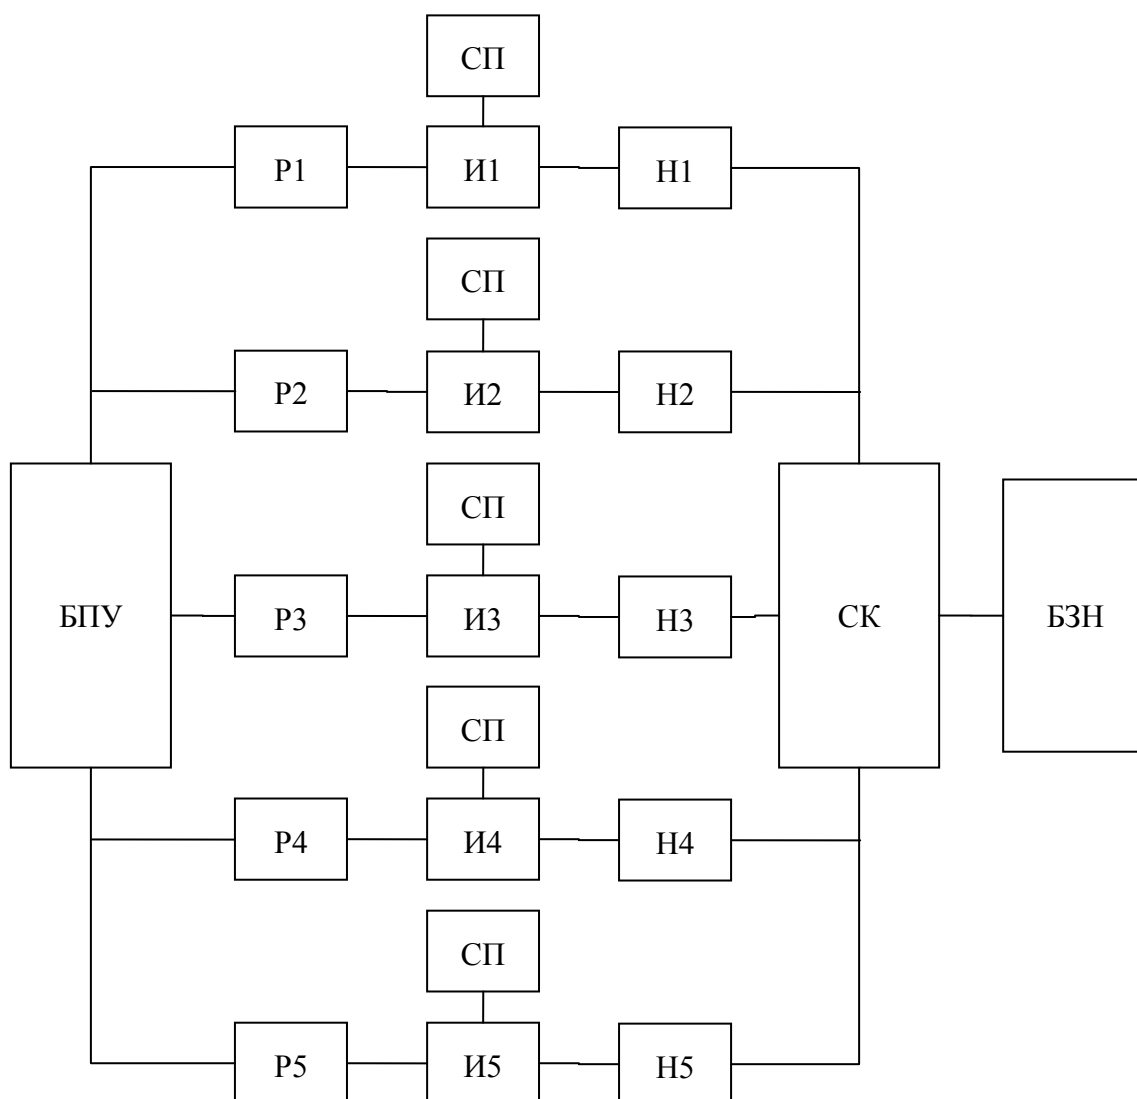 СП
Р1 И1 Н1
СП
Р2 И2 Н2
СП
БПУ Р3 И3 Н3 СК БЗН
СП
Р4 И4 Н4
СП
Р5 И5 Н5